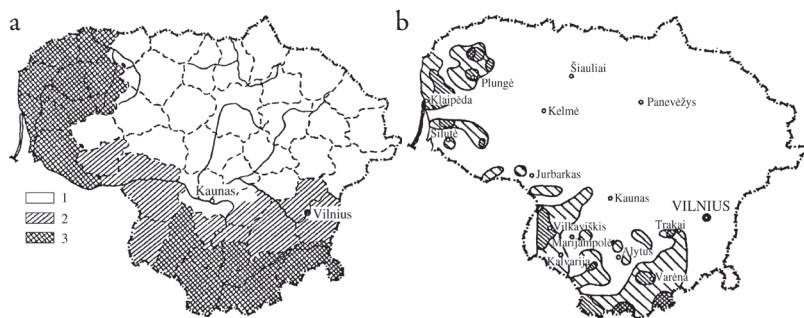 a
Kaunas
Vilnius
1
2
3
b
Šiauliai
Plungė
Klaipėda
Kelmė
Panevėžys
Šilutė
Jurbarkas
Kaunas
VILNIUS
Vilkaviškis
Trakai
Marijampolė
Alytus
Kalvarija
Varėna